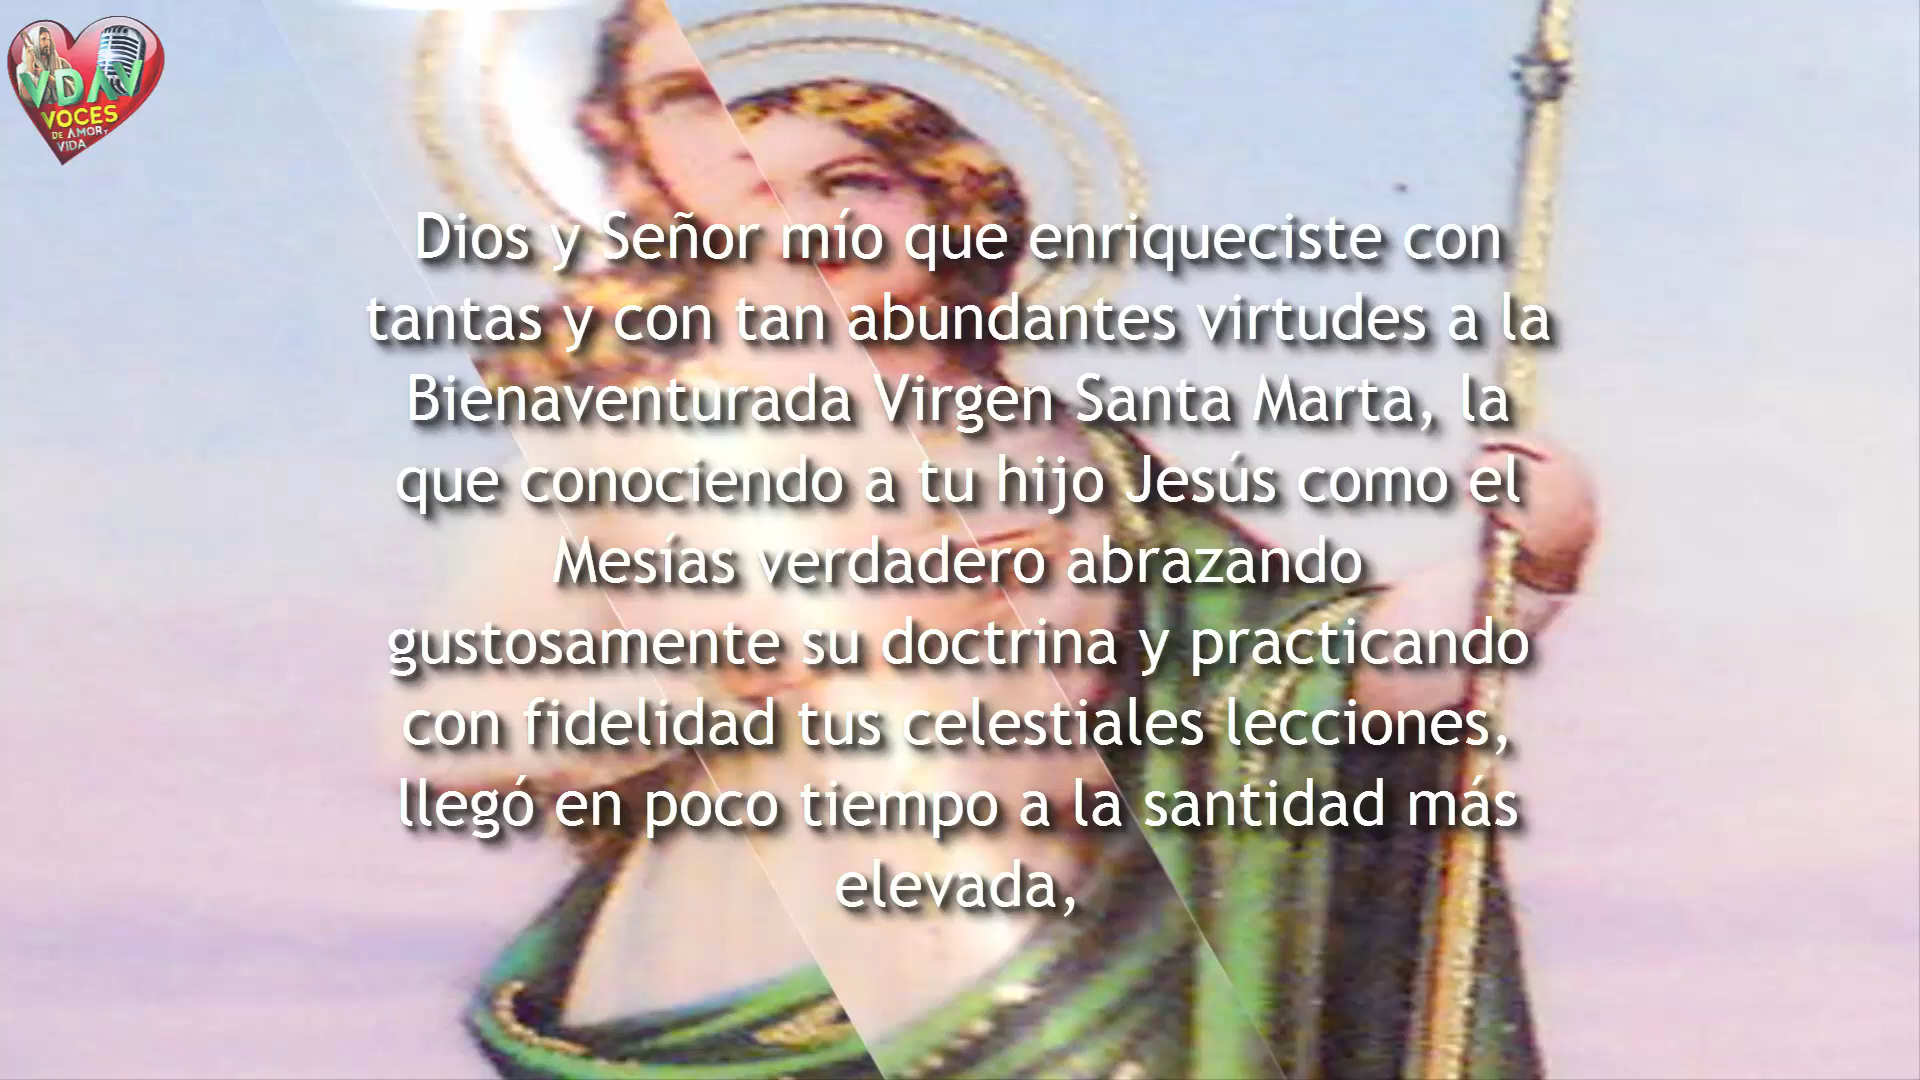 VDAV
VOCES
DE AMOR Y
VIDA
Dios y Señor mío que enriqueciste con
tantas y con tan abundantes virtudes a la
Bienaventurada Virgen Santa Marta, la
que conociendo a tu hijo Jesús como el
Mesías verdadero abrazando
gustosamente su doctrina y practicando
con fidelidad tus celestiales lecciones,
llegó en poco tiempo a la santidad más
elevada,